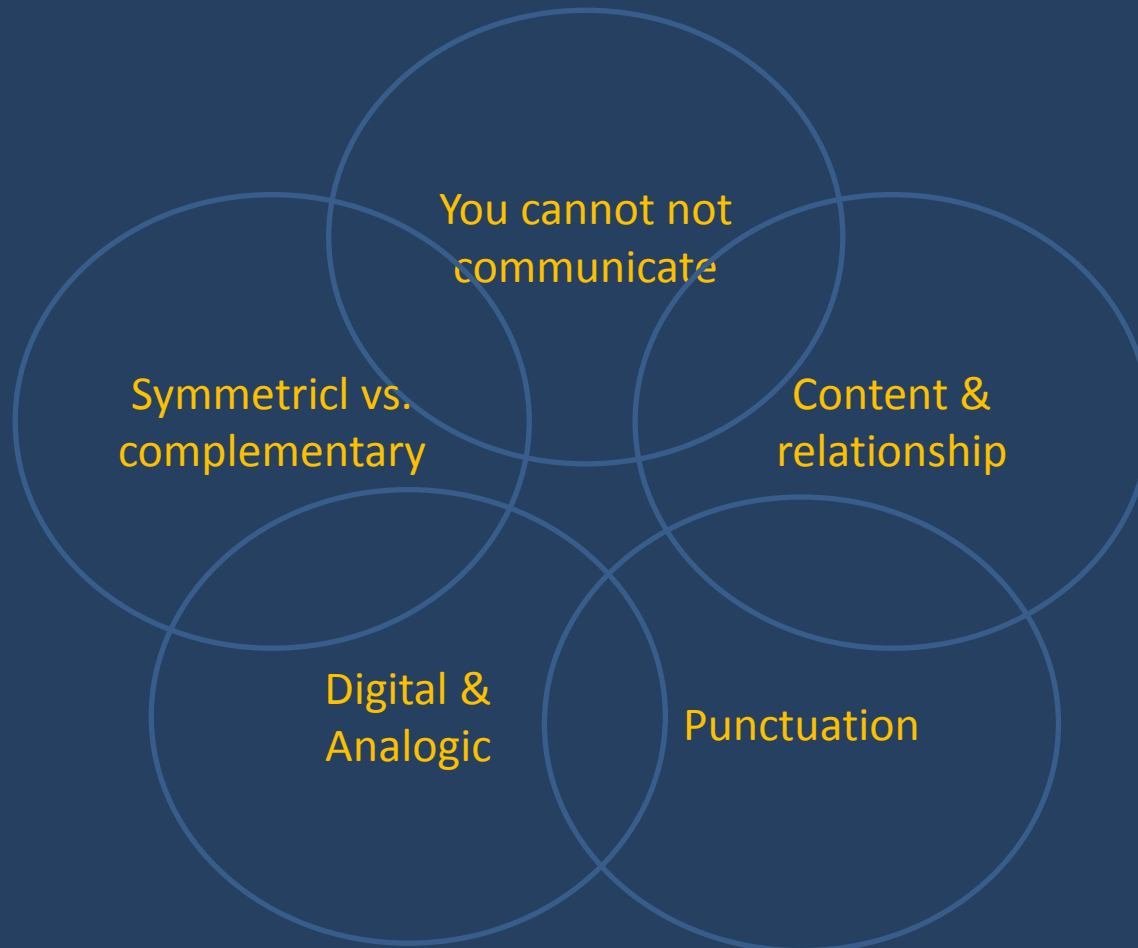 You cannot not
communicate
Symmetricl vs.
complementary
Content &
relationship
Digital &
Analogic
Punctuation